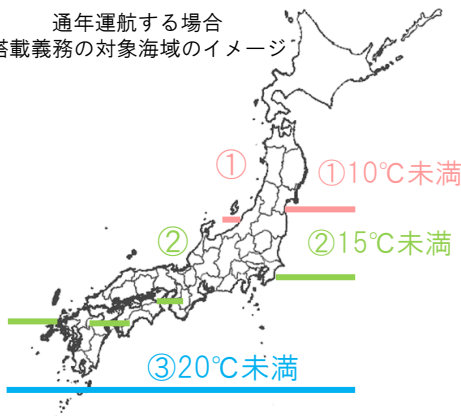 通年運航する場合
搭載義務の対象海域のイメージ
①
①10℃未満
②
②15℃未満
③20℃未満